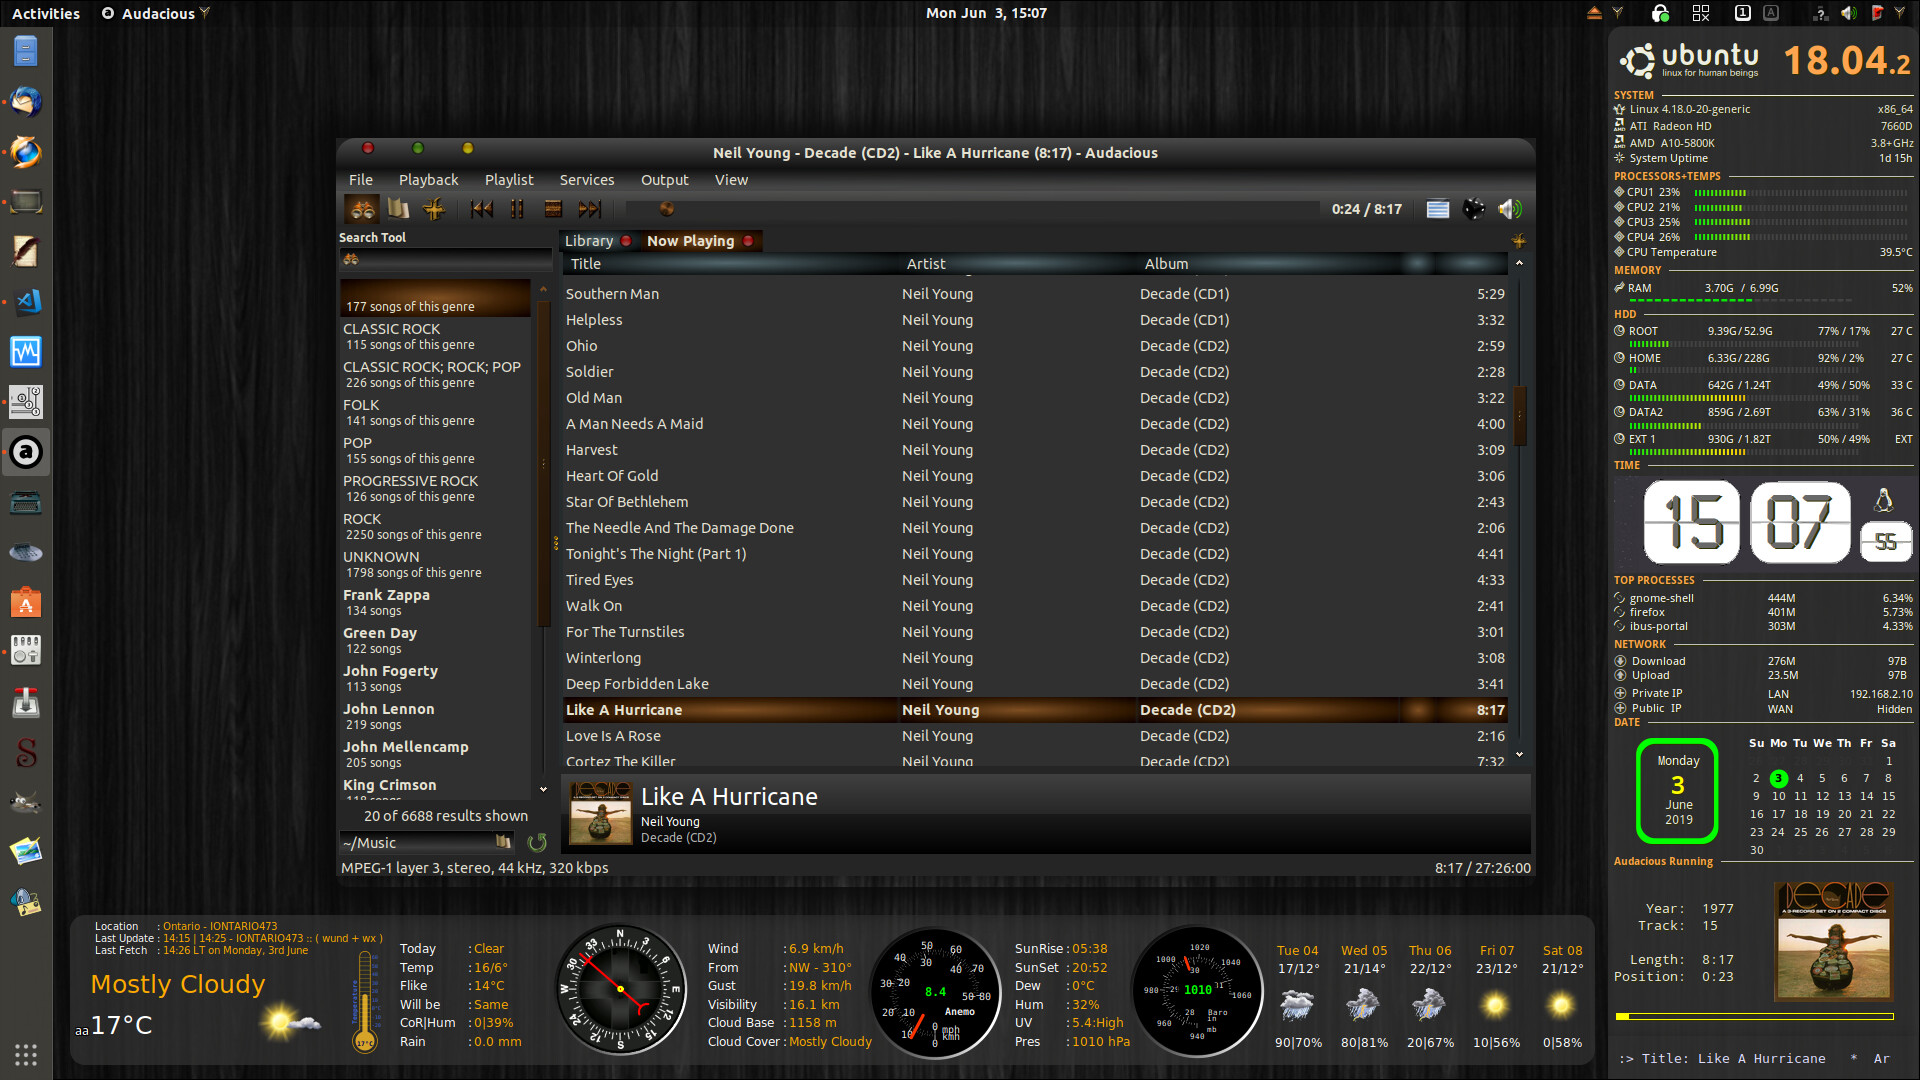 Activities Audacious Mon Jun 3, 15:07
Neil Young - Decade (CD2) - Like A Hurricane (8:17) - Audacious
File Playback Playlist Services Output View
0:24 / 8:17
Search Tool
177 songs of this genre
CLASSIC ROCK
115 songs of this genre
CLASSIC ROCK; ROCK; POP
226 songs of this genre
FOLK
141 songs of this genre
POP
155 songs of this genre
PROGRESSIVE ROCK
126 songs of this genre
ROCK
2250 songs of this genre
UNKNOWN
1798 songs of this genre
Frank Zappa
134 songs
Green Day
122 songs
John Fogerty
113 songs
John Lennon
219 songs
John Mellencamp
205 songs
King Crimson
20 of 6688 results shown
~/Music
Library Now Playing
Title Artist Album
Southern Man Neil Young Decade (CD1) 5:29
Helpless Neil Young Decade (CD1) 3:32
Ohio Neil Young Decade (CD2) 2:59
Soldier Neil Young Decade (CD2) 2:28
Old Man Neil Young Decade (CD2) 3:22
A Man Needs A Maid Neil Young Decade (CD2) 4:00
Harvest Neil Young Decade (CD2) 3:09
Heart Of Gold Neil Young Decade (CD2) 3:06
Star Of Bethlehem Neil Young Decade (CD2) 2:43
The Needle And The Damage Done Neil Young Decade (CD2) 2:06
Tonight's The Night (Part 1) Neil Young Decade (CD2) 4:41
Tired Eyes Neil Young Decade (CD2) 4:33
Walk On Neil Young Decade (CD2) 2:41
For The Turnstiles Neil Young Decade (CD2) 3:01
Winterlong Neil Young Decade (CD2) 3:08
Deep Forbidden Lake Neil Young Decade (CD2) 3:41
Like A Hurricane Neil Young Decade (CD2) 8:17
Love Is A Rose Neil Young Decade (CD2) 2:16
Cortez The Killer Neil Young Decade (CD2) 7:32
Like A Hurricane
Neil Young
Decade (CD2)
MPEG-1 layer 3, stereo, 44 kHz, 320 kbps 8:17 / 27:26:00
ubuntu 18.04.2
linux for human beings
SYSTEM
Linux 4.18.0-20-generic x86_64
ATI Radeon HD 7660D
AMD A10-5800K 3.8+GHz
System Uptime 1d 15h
PROCESSORS+TEMPS
CPU1 23%
CPU2 21%
CPU3 25%
CPU4 26%
CPU Temperature 39.5°C
MEMORY
RAM 3.70G / 6.99G 52%
HDD
ROOT 9.39G/52.9G 77% / 17% 27 C
HOME 6.33G/228G 92% / 2% 27 C
DATA 642G / 1.24T 49% / 50% 33 C
DATA2 859G / 2.69T 63% / 31% 36 C
EXT 1 930G / 1.82T 50% / 49% EXT
TIME
15 07 55
TOP PROCESSES
gnome-shell 444M 6.34%
firefox 401M 5.73%
ibus-portal 303M 4.33%
NETWORK
Download 276M 97B
Upload 23.5M 97B
Private IP LAN 192.168.2.10
Public IP WAN Hidden
DATE
Monday
3
June
2019
Su Mo Tu We Th Fr Sa
1
2 3 4 5 6 7 8
9 10 11 12 13 14 15
16 17 18 19 20 21 22
23 24 25 26 27 28 29
30
Audacious Running
Year: 1977
Track: 15
Length: 8:17
Position: 0:23
DECADE
A 3-RECORD SET ON 2 COMPACT DISCS
:> Title: Like A Hurricane * Ar
Location : Ontario - IONTARIO473
Last Update : 14:15 | 14:25 - IONTARIO473 :: ( wund + wx )
Last Fetch : 14:26 LT on Monday, 3rd June
Mostly Cloudy
aa17°C
Temperature
17°C
Today : Clear
Temp : 16/6°
Flike : 14°C
Will be : Same
CoR|Hum : 0|39%
Rain : 0.0 mm
N 3 6 E 12 15 S 24 W 30 33
Wind : 6.9 km/h
From : NW - 310°
Gust : 19.8 km/h
Visibility : 16.1 km
Cloud Base : 1158 m
Cloud Cover : Mostly Cloudy
8.4
Anemo
mph
kmh
SunRise : 05:38
SunSet : 20:52
Dew : 0°C
Hum : 32%
UV : 5.4:High
Pres : 1010 hPa
1020
1000 1040
980 1010 1060
960 940
Baro
in
mb
Tue 04 Wed 05 Thu 06 Fri 07 Sat 08
17/12° 21/14° 22/12° 23/12° 21/12°
90|70% 80|81% 20|67% 10|56% 0|58%